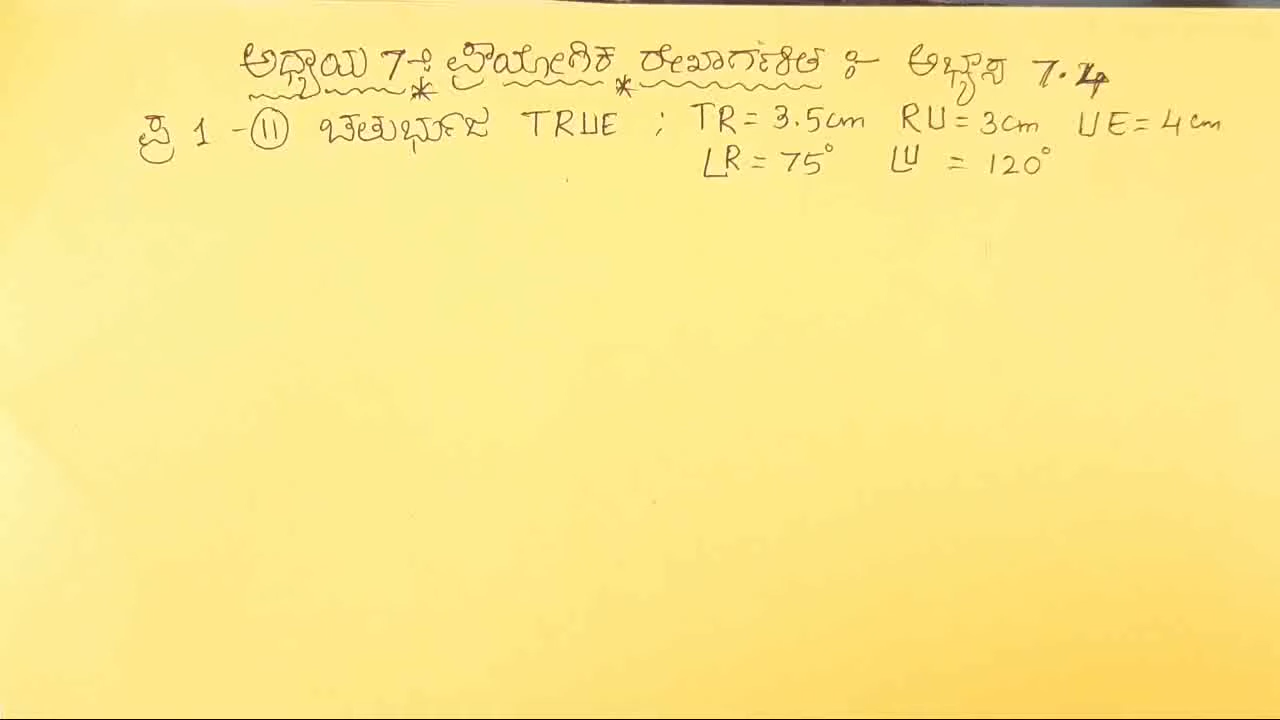 ಅಧ್ಯಾಯ 7 :- ಪ್ರಾಯೋಗಿಕ ರೇಖಾಗಣಿತ :- ಅಭ್ಯಾಸ 7.4
ಪ್ರ 1 - (ii) ಚತುರ್ಭುಜ TRUE ; TR = 3.5cm RU = 3cm UE = 4cm
∠R = 75° ∠U = 120°